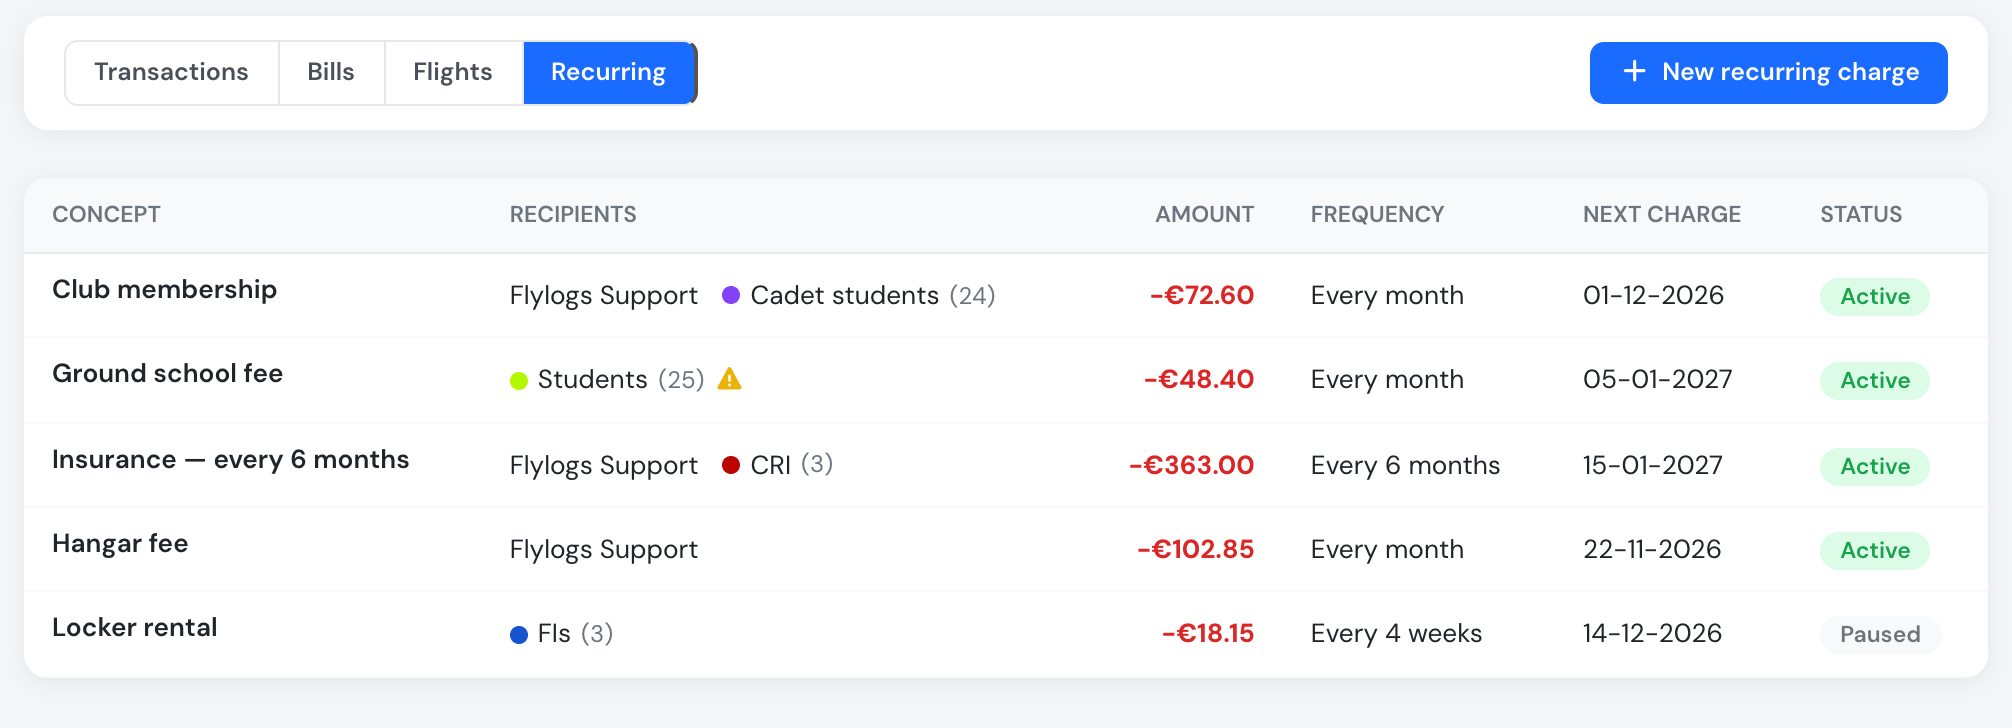 Transactions Bills Flights Recurring + New recurring charge
CONCEPT RECIPIENTS AMOUNT FREQUENCY NEXT CHARGE STATUS
Club membership Flylogs Support Cadet students (24) -€72.60 Every month 01-12-2026 Active
Ground school fee Students (25) -€48.40 Every month 05-01-2027 Active
Insurance — every 6 months Flylogs Support CRI (3) -€363.00 Every 6 months 15-01-2027 Active
Hangar fee Flylogs Support -€102.85 Every month 22-11-2026 Active
Locker rental FIs (3) -€18.15 Every 4 weeks 14-12-2026 Paused